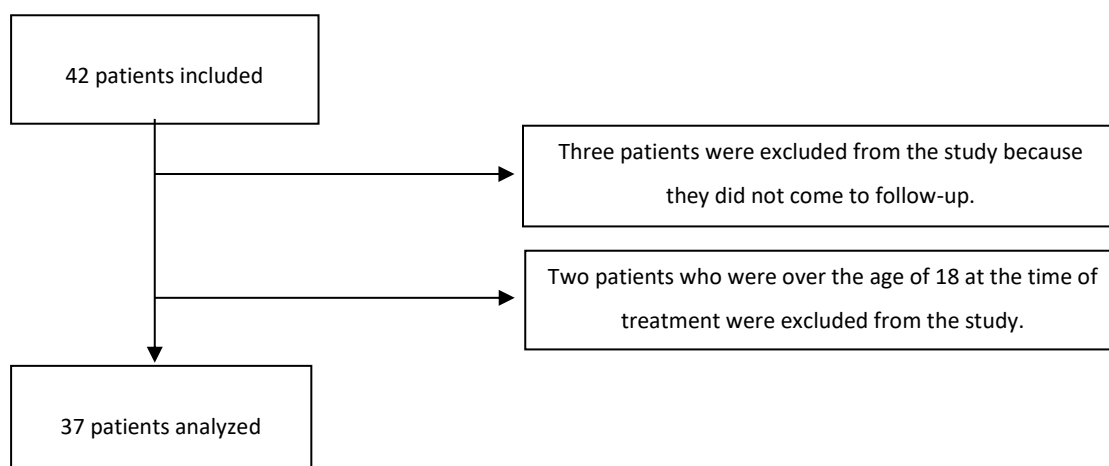 42 patients included
Three patients were excluded from the study because
they did not come to follow-up.
Two patients who were over the age of 18 at the time of
treatment were excluded from the study.
37 patients analyzed